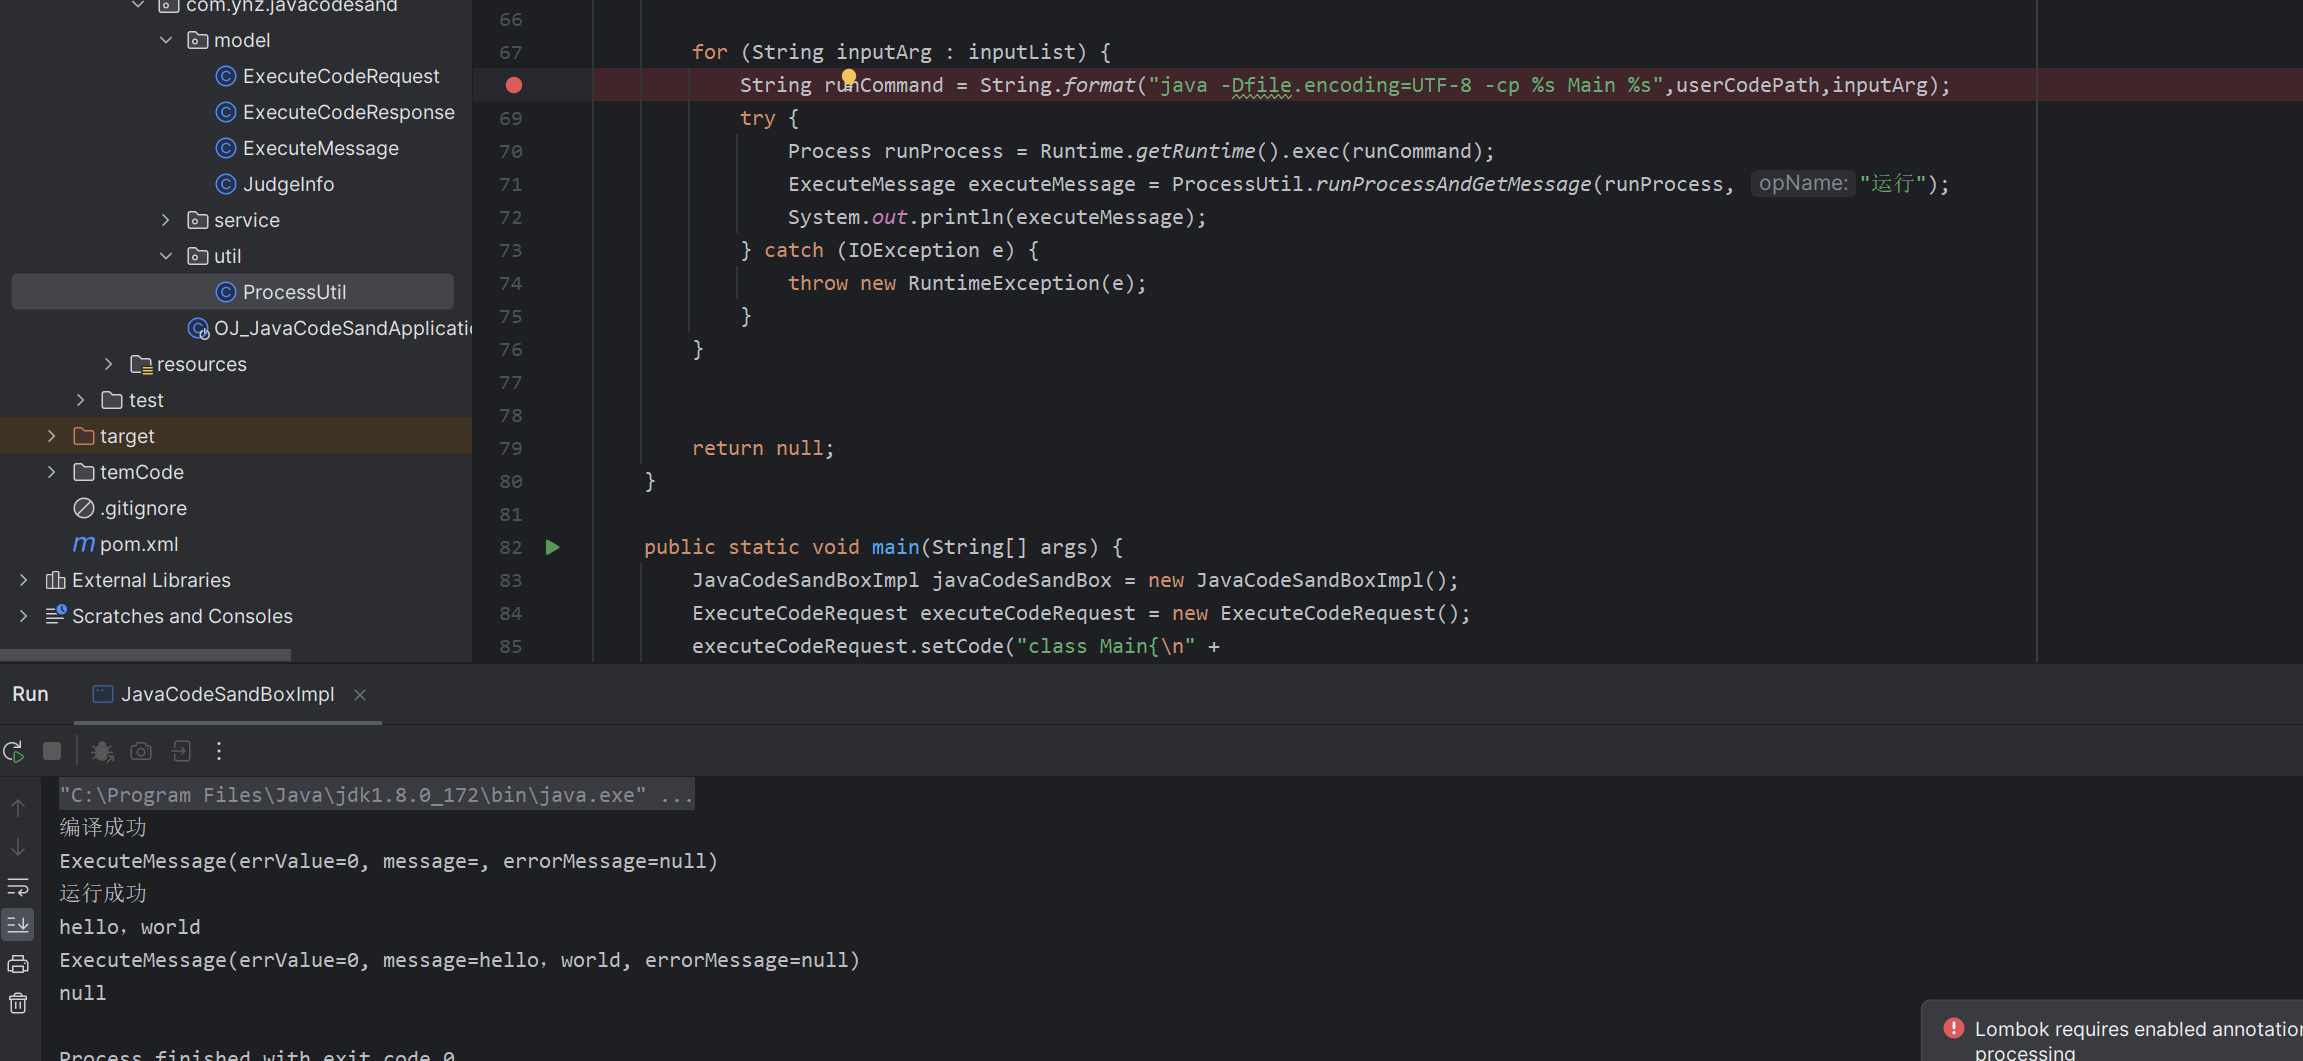 com.yhz.javacodesand
model
ExecuteCodeRequest
ExecuteCodeResponse
ExecuteMessage
JudgeInfo
service
util
ProcessUtil
OJ_JavaCodeSandApplicatio
resources
test
target
temCode
.gitignore
pom.xml
External Libraries
Scratches and Consoles
66
67 for (String inputArg : inputList) {
String runCommand = String.format("java -Dfile.encoding=UTF-8 -cp %s Main %s",userCodePath,inputArg);
69 try {
70 Process runProcess = Runtime.getRuntime().exec(runCommand);
71 ExecuteMessage executeMessage = ProcessUtil.runProcessAndGetMessage(runProcess, opName: "运行");
72 System.out.println(executeMessage);
73 } catch (IOException e) {
74 throw new RuntimeException(e);
75 }
76 }
77
78
79 return null;
80 }
81
82 public static void main(String[] args) {
83 JavaCodeSandBoxImpl javaCodeSandBox = new JavaCodeSandBoxImpl();
84 ExecuteCodeRequest executeCodeRequest = new ExecuteCodeRequest();
85 executeCodeRequest.setCode("class Main{\n" +
Run JavaCodeSandBoxImpl
"C:\Program Files\Java\jdk1.8.0_172\bin\java.exe" ...
编译成功
ExecuteMessage(errValue=0, message=, errorMessage=null)
运行成功
hello，world
ExecuteMessage(errValue=0, message=hello，world, errorMessage=null)
null
Process finished with exit code 0
Lombok requires enabled annotation
processing